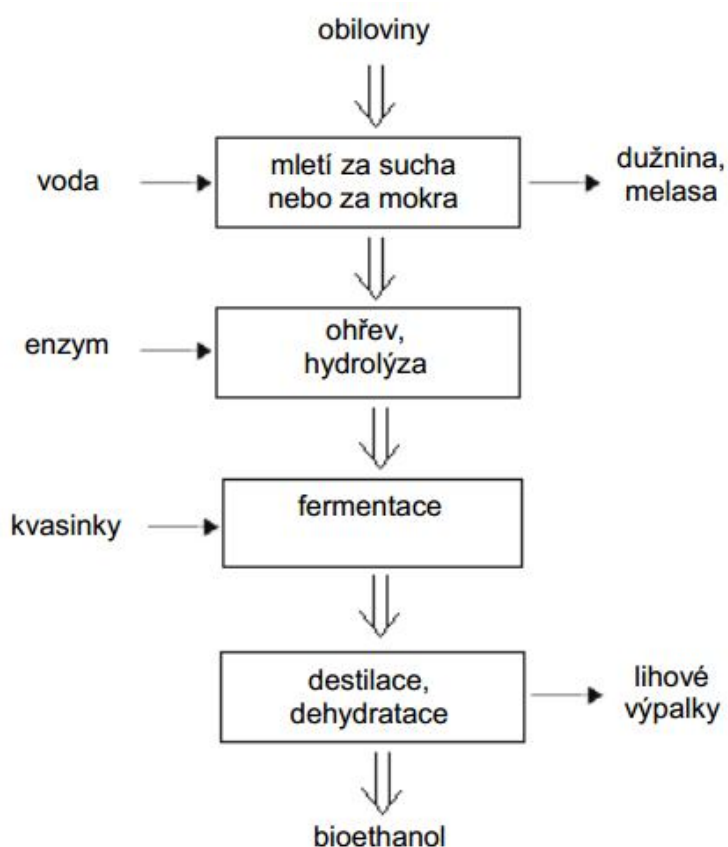 obiloviny
voda
mletí za sucha
nebo za mokra
dužnina,
melasa
enzym
ohřev,
hydrolýza
kvasinky
fermentace
destilace,
dehydratace
lihové
výpalky
bioethanol